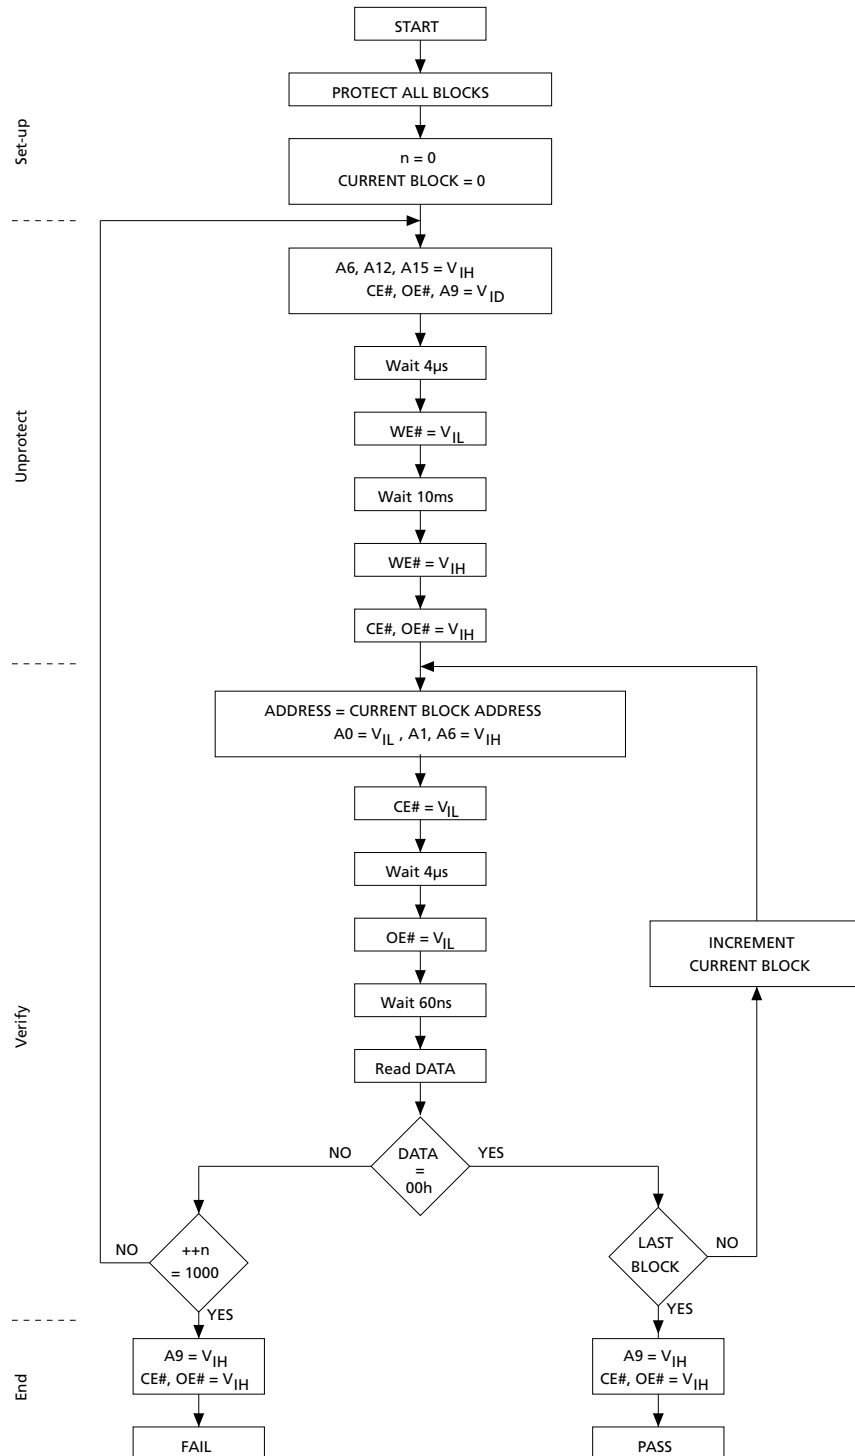 START
PROTECT ALL BLOCKS
Set-up
n = 0
CURRENT BLOCK = 0
Unprotect
A6, A12, A15 = VIH
CE#, OE#, A9 = VID
Wait 4µs
WE# = VIL
Wait 10ms
WE# = VIH
CE#, OE# = VIH
Verify
ADDRESS = CURRENT BLOCK ADDRESS
A0 = VIL , A1, A6 = VIH
CE# = VIL
Wait 4µs
OE# = VIL
INCREMENT
CURRENT BLOCK
Wait 60ns
Read DATA
NO
DATA
=
00h
YES
NO
++n
= 1000
YES
LAST
BLOCK
NO
YES
End
A9 = VIH
CE#, OE# = VIH
A9 = VIH
CE#, OE# = VIH
FAIL
PASS